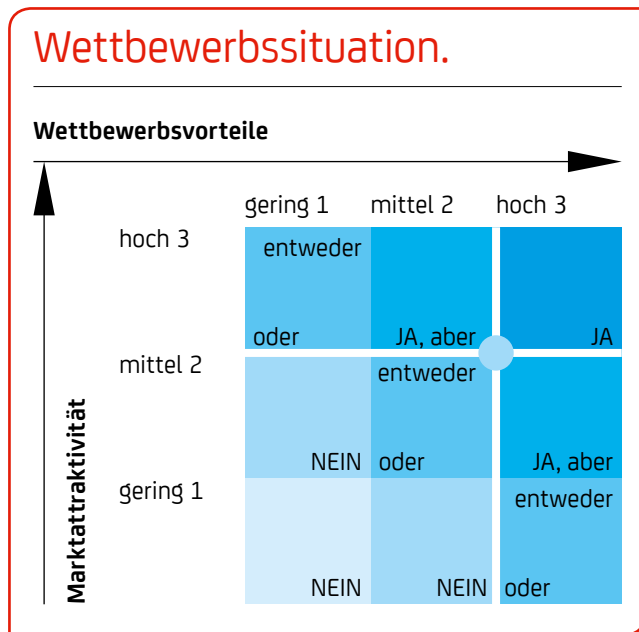 Wettbewerbssituation.
Wettbewerbsvorteile
gering 1 mittel 2 hoch 3
hoch 3
entweder
oder JA, aber JA
mittel 2
entweder
Marktattraktivität
NEIN oder JA, aber
gering 1
entweder
NEIN NEIN oder